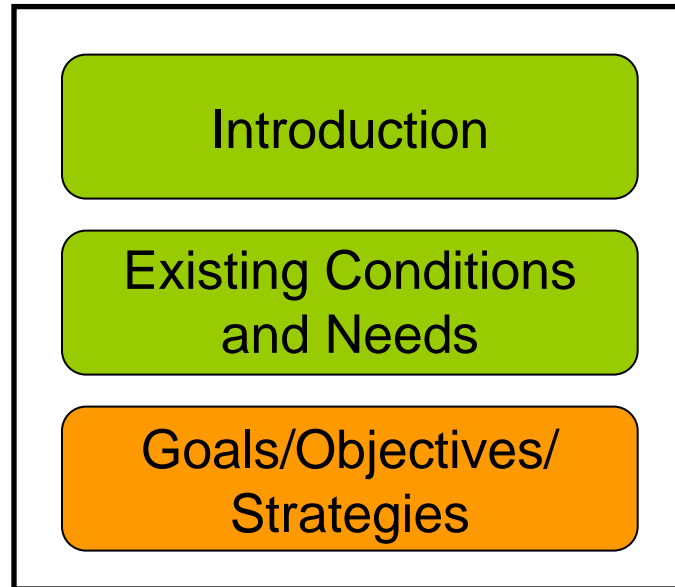 Introduction
Existing Conditions
and Needs
Goals/Objectives/
Strategies